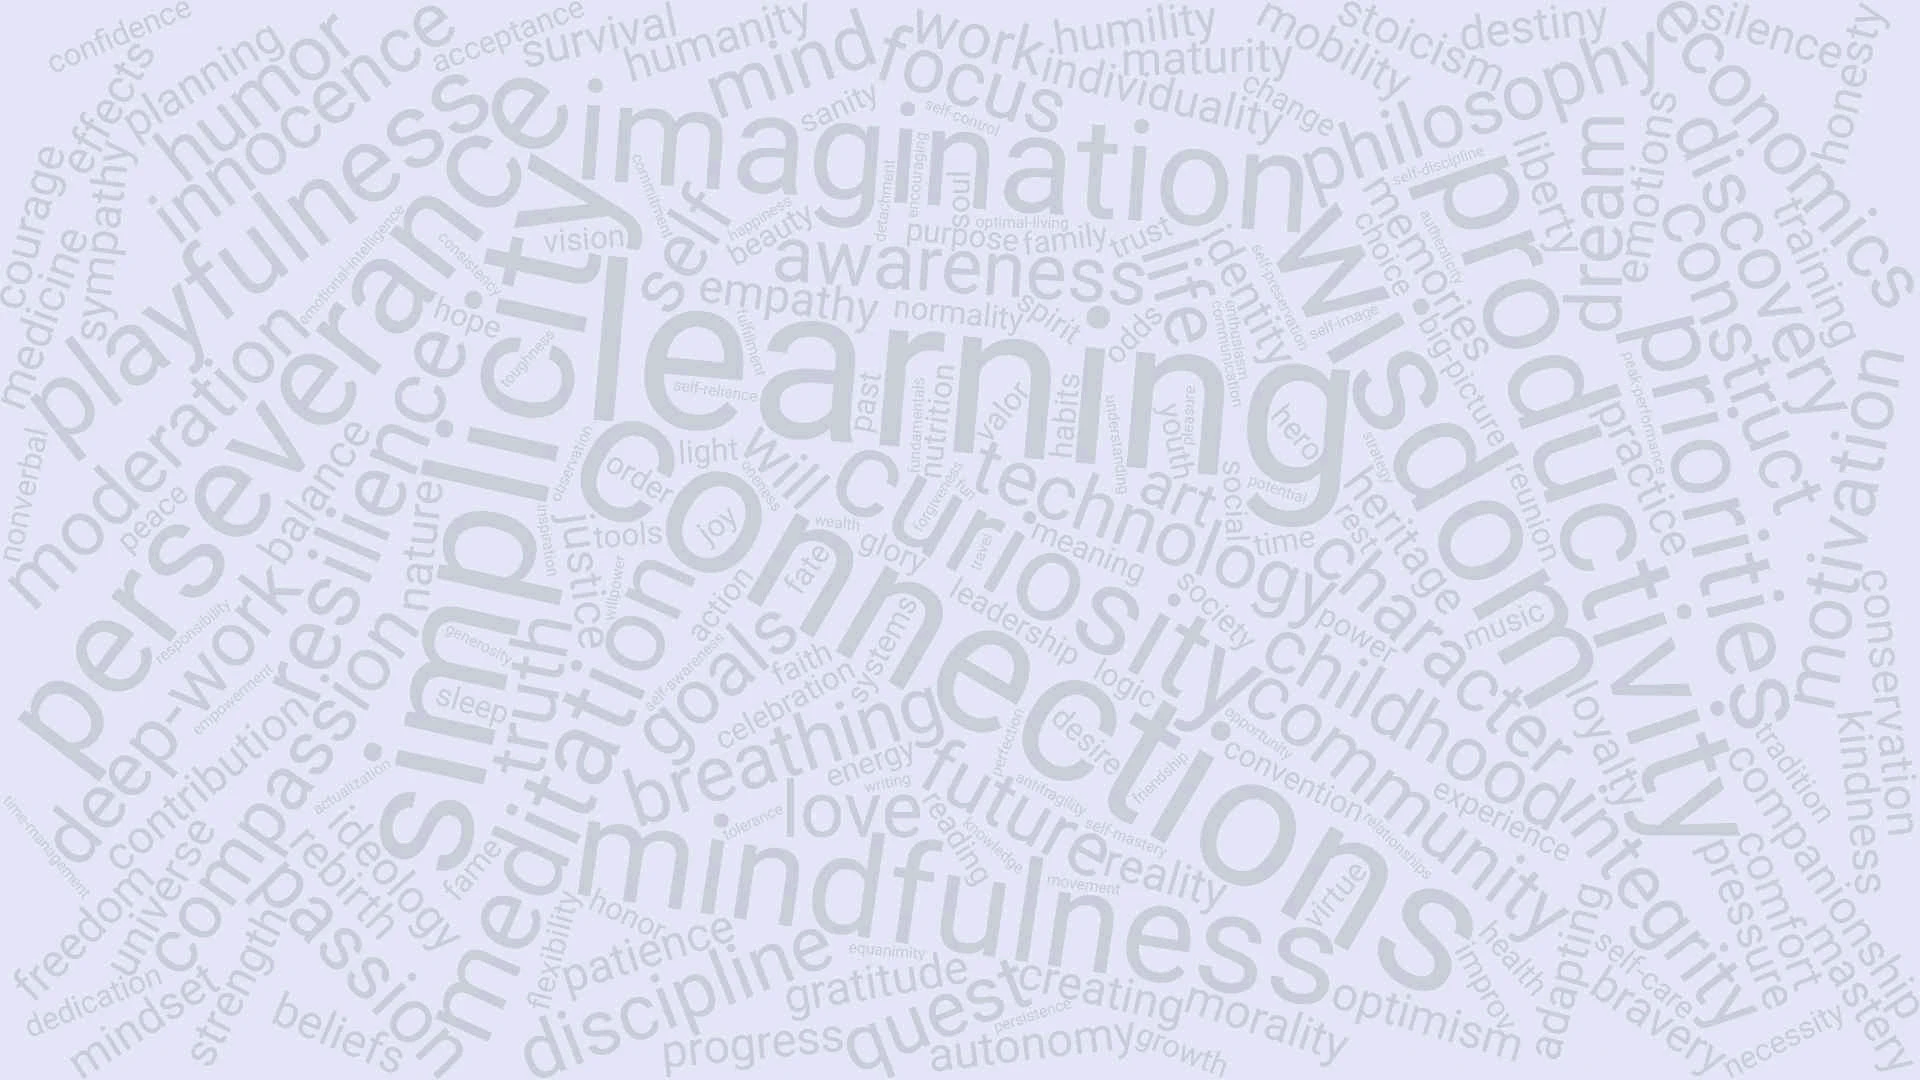 confidence
acceptance
survival
humanity
mind
work
humility
mobility
stoicism
destiny
silence
honesty
effects
planning
humor
innocence
focus
individuality
maturity
change
philosophy
economics
courage
sympathy
medicine
playfulness
perseverance
imagination
sanity
self-control
encouraging
detachment
commitment
soul
self
happiness
beauty
optimal-living
purpose
family
trust
awareness
life
identity
self-preservation
self-discipline
memories
choice
authenticity
liberty
dream
emotions
discovery
training
construct
productivity
wisdom
self-image
big-picture
priorities
peak-performance
practice
motivation
emotional-intelligence
consistency
hope
toughness
simplicity
vision
empathy
normality
spirit
odds
enthusiasm
communication
fulfillment
learning
self-reliance
past
fundamentals
nutrition
valor
habits
understanding
youth
pleasure
hero
strategy
potential
moderation
nonverbal
peace
balance
resilience
nature
observation
inspiration
order
light
will
oneness
connections
curiosity
forgiveness
fun
technology
art
social
time
rest
heritage
reunion
character
tools
joy
wealth
fate
glory
travel
meaning
justice
willpower
leadership
society
power
music
responsibility
deep-work
empowerment
contribution
compassion
generosity
sleep
truth
meditation
action
self-awareness
goals
faith
celebration
systems
logic
childhood
community
opportunity
convention
loyalty
tradition
conservation
kindness
breathing
energy
writing
perfection
desire
friendship
antifragility
self-mastery
future
reality
relationships
experience
integrity
companionship
time-management
actualization
ideology
rebirth
fame
love
tolerance
reading
knowledge
movement
mindfulness
virtue
comfort
pressure
mastery
freedom
universe
dedication
mindset
strength
passion
beliefs
flexibility
honor
patience
discipline
equanimity
gratitude
quest
persistence
creating
morality
optimism
improv
health
adapting
self-care
bravery
necessity
progress
autonomy
growth